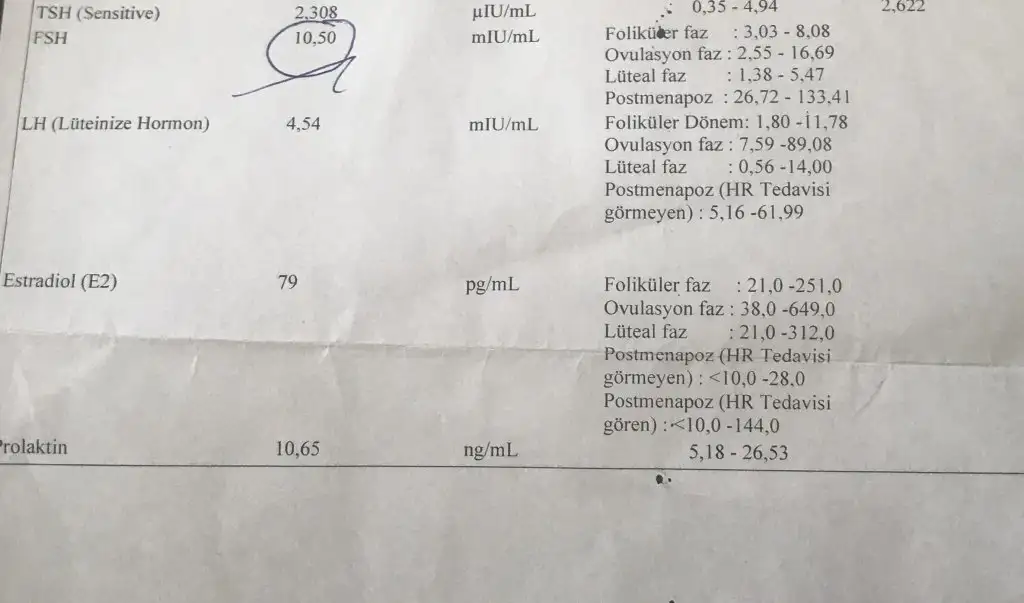 TSH (Sensitive) 2,308 µIU/mL 0,35 - 4,94 2,622
FSH 10,50 mIU/mL Foliküler faz : 3,03 - 8,08
Ovulasyon faz : 2,55 - 16,69
Lüteal faz : 1,38 - 5,47
Postmenapoz : 26,72 - 133,41
LH (Lüteinize Hormon) 4,54 mIU/mL Foliküler Dönem: 1,80 -11,78
Ovulasyon faz : 7,59 -89,08
Lüteal faz : 0,56 -14,00
Postmenapoz (HR Tedavisi
görmeyen) : 5,16 -61,99
Estradiol (E2) 79 pg/mL Foliküler faz : 21,0 -251,0
Ovulasyon faz : 38,0 -649,0
Lüteal faz : 21,0 -312,0
Postmenapoz (HR Tedavisi
görmeyen) : <10,0 -28,0
Postmenapoz (HR Tedavisi
gören) : <10,0 -144,0
Prolaktin 10,65 ng/mL 5,18 - 26,53